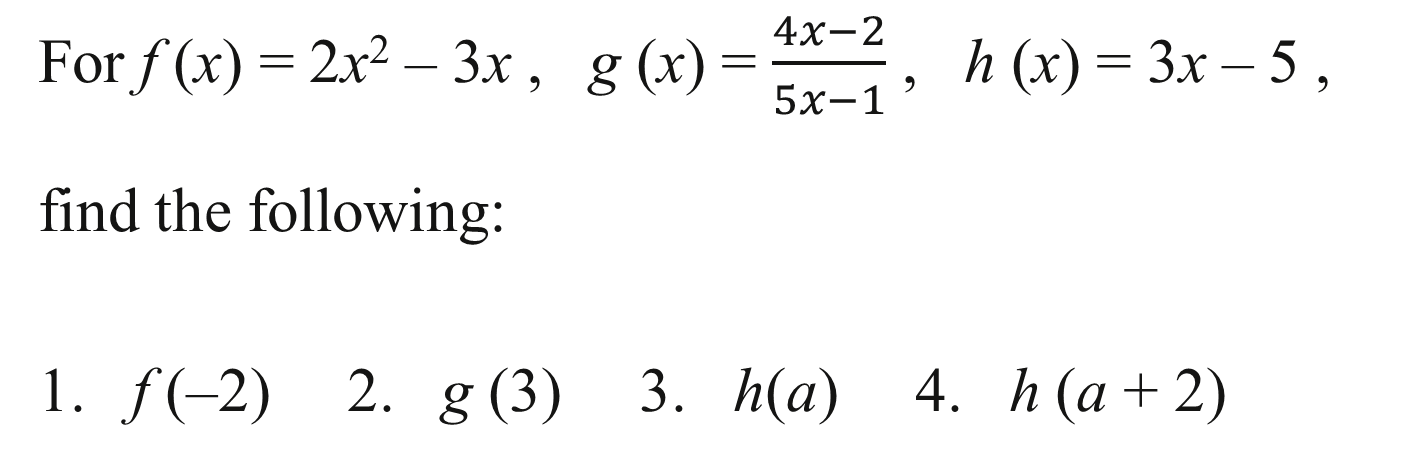 For f (x) = 2x² – 3x , g (x) = \frac{4x−2}{5x−1} , h (x) = 3x – 5 ,
find the following:
1. f(–2) 2. g (3) 3. h(a) 4. h (a + 2)